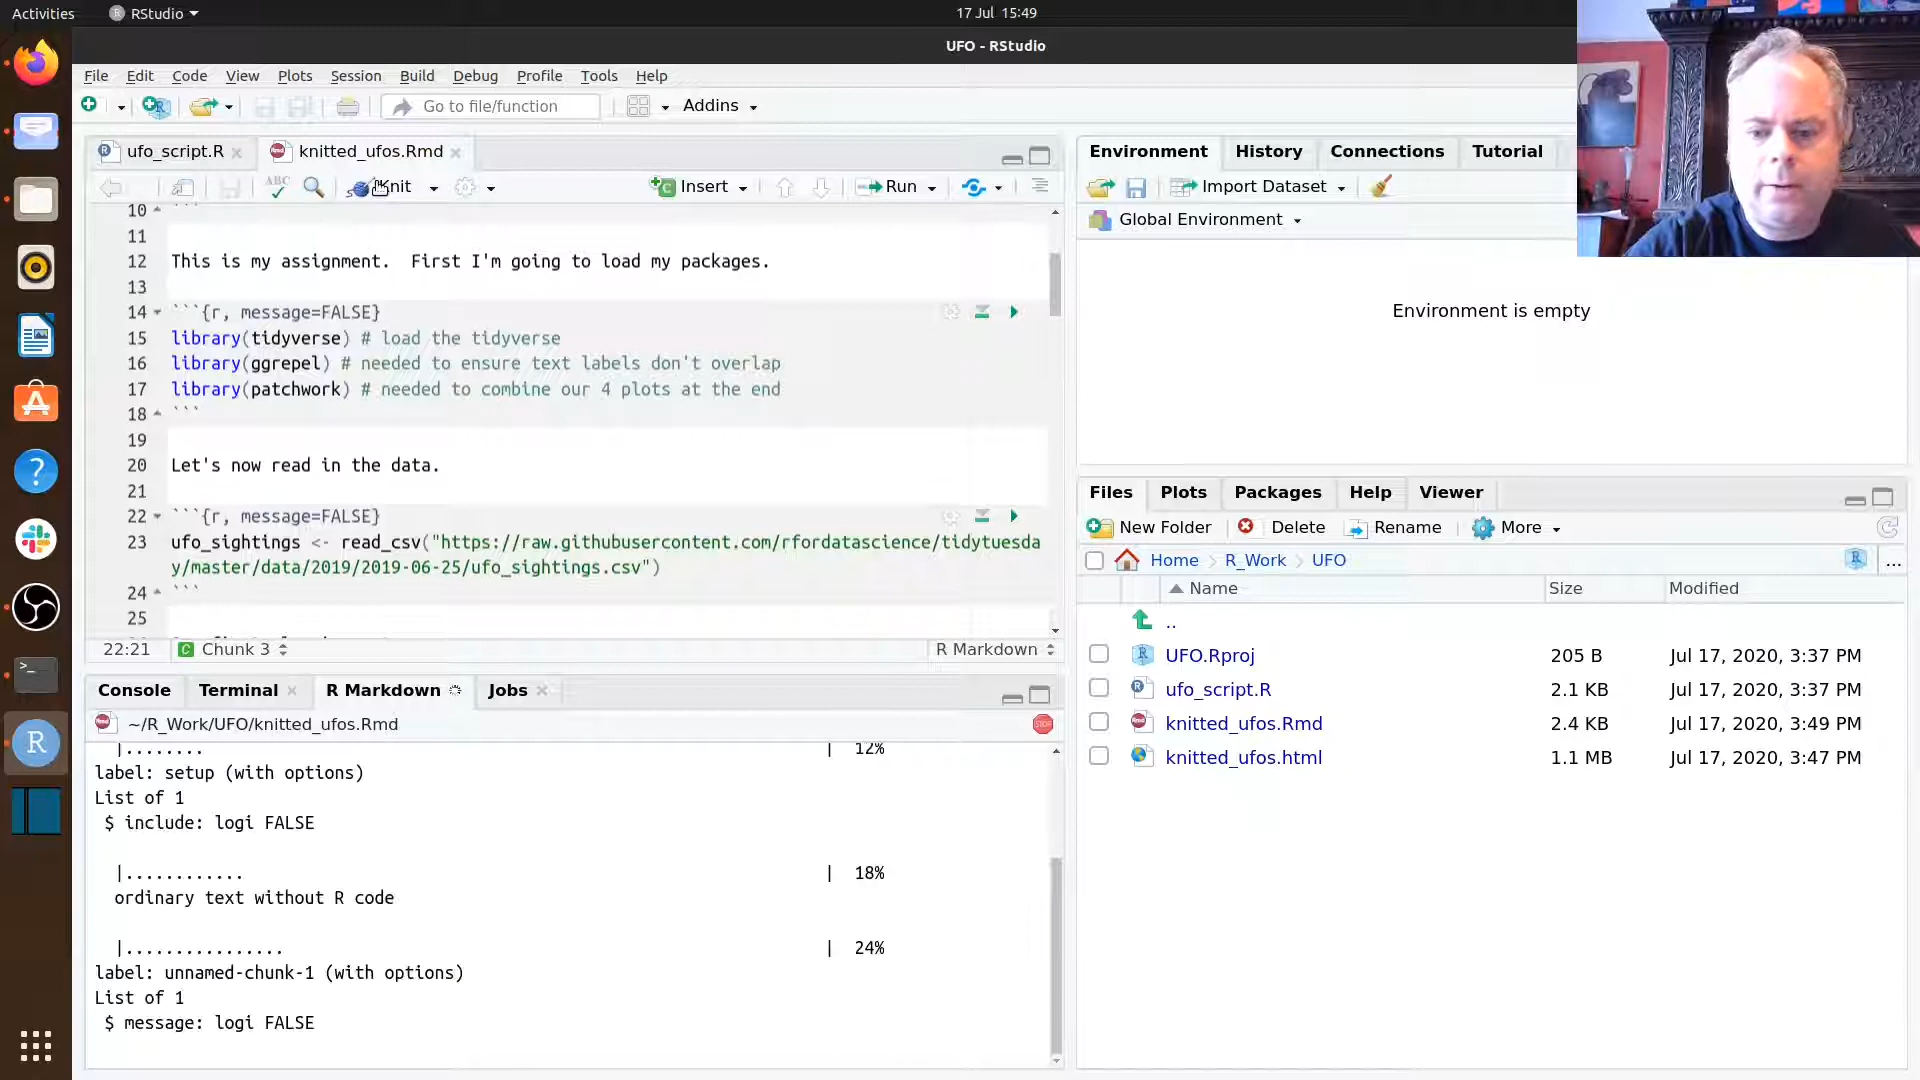 Activities
RStudio
17 Jul 15:49
UFO - RStudio
File Edit Code View Plots Session Build Debug Profile Tools Help
Go to file/function
Addins
ufo_script.R
knitted_ufos.Rmd
ABC
Knit
Insert
Run
10 ```
11
12 This is my assignment.  First I'm going to load my packages.
13
14 ```{r, message=FALSE}
15 library(tidyverse) # load the tidyverse
16 library(ggrepel) # needed to ensure text labels don't overlap
17 library(patchwork) # needed to combine our 4 plots at the end
18 ```
19
20 Let's now read in the data.
21
22 ```{r, message=FALSE}
23 ufo_sightings <- read_csv("https://raw.githubusercontent.com/rfordatascience/tidytuesda
y/master/data/2019/2019-06-25/ufo_sightings.csv")
24 ```
25
22:21
Chunk 3
R Markdown
Console
Terminal
R Markdown
Jobs
~/R_Work/UFO/knitted_ufos.Rmd
STOP
|........ | 12%
label: setup (with options)
List of 1
$ include: logi FALSE
|............ | 18%
ordinary text without R code
|................ | 24%
label: unnamed-chunk-1 (with options)
List of 1
$ message: logi FALSE
Environment
History
Connections
Tutorial
Import Dataset
Global Environment
Environment is empty
Files
Plots
Packages
Help
Viewer
New Folder
Delete
Rename
More
Home
R_Work
UFO
...
Name
Size
Modified
..
UFO.Rproj 205 B Jul 17, 2020, 3:37 PM
ufo_script.R 2.1 KB Jul 17, 2020, 3:37 PM
knitted_ufos.Rmd 2.4 KB Jul 17, 2020, 3:49 PM
knitted_ufos.html 1.1 MB Jul 17, 2020, 3:47 PM